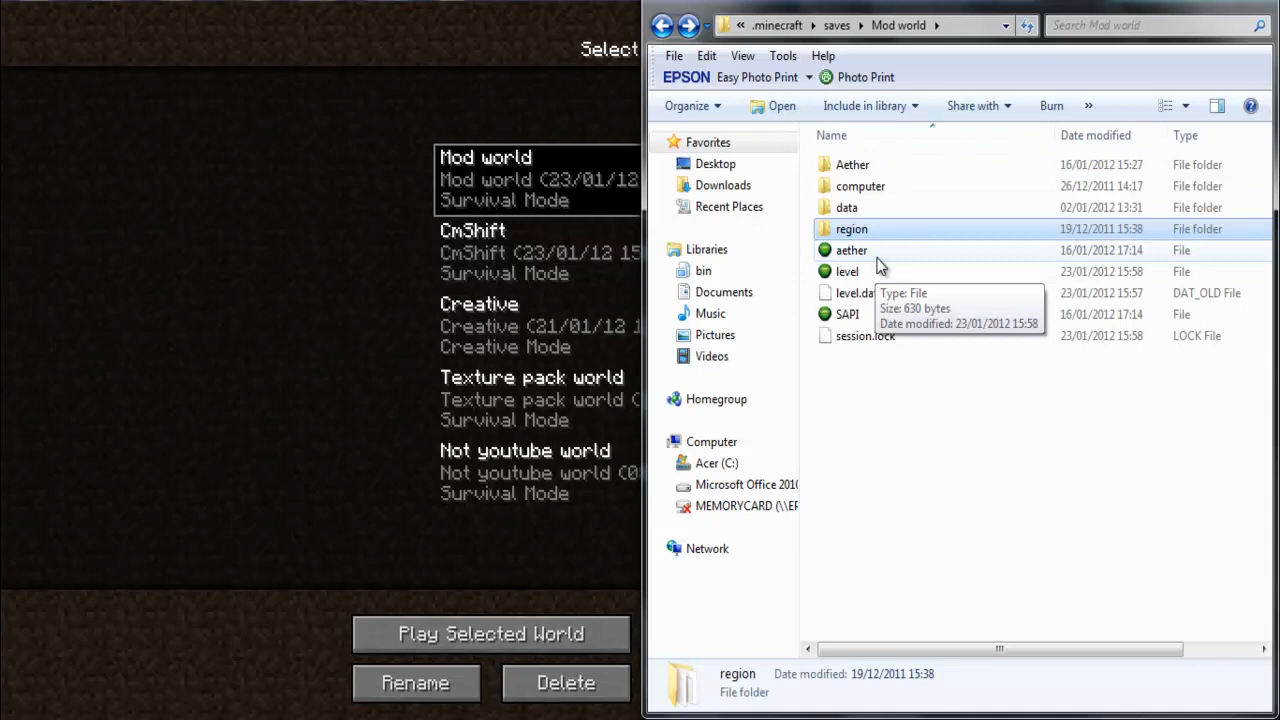 Select
Mod world
Mod world (23/01/12
Survival Mode
CmShift
CmShift (23/01/12 15
Survival Mode
Creative
Creative (21/01/12
Creative Mode
Texture pack world
Texture pack world (
Survival Mode
Not youtube world
Not youtube world (0
Survival Mode
Play Selected World
Rename Delete
« .minecraft saves Mod world Search Mod world
File Edit View Tools Help
EPSON Easy Photo Print Photo Print
Organize Open Include in library Share with Burn »
Favorites
Desktop
Downloads
Recent Places
Libraries
bin
Documents
Music
Pictures
Videos
Homegroup
Computer
Acer (C:)
Microsoft Office 2010
MEMORYCARD (\\EP
Network
Name Date modified Type
Aether 16/01/2012 15:27 File folder
computer 26/12/2011 14:17 File folder
data 02/01/2012 13:31 File folder
region 19/12/2011 15:38 File folder
aether 16/01/2012 17:14 File
level 23/01/2012 15:58 File
level.da 23/01/2012 15:57 DAT_OLD File
SAPI 16/01/2012 17:14 File
session.lock 23/01/2012 15:58 LOCK File
Type: File
Size: 630 bytes
Date modified: 23/01/2012 15:58
region Date modified: 19/12/2011 15:38
File folder